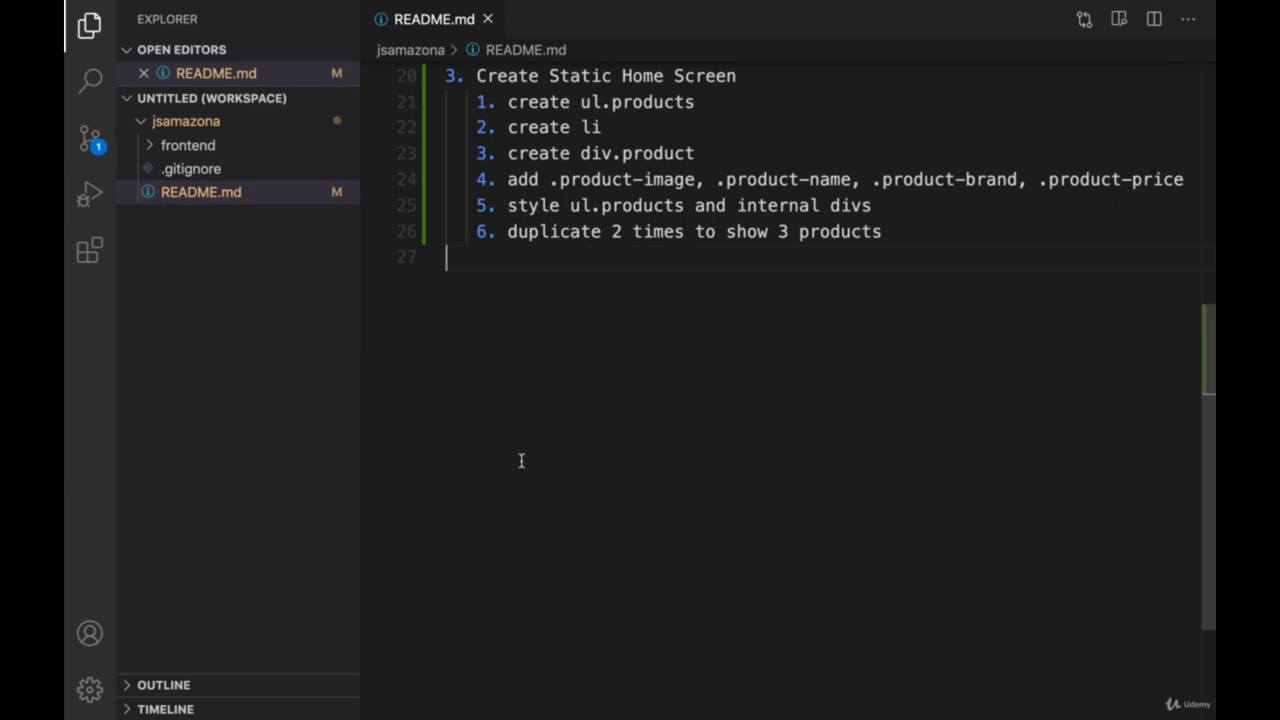 EXPLORER
README.md
OPEN EDITORS
jsamazona > README.md
README.md M
20 3. Create Static Home Screen
UNTITLED (WORKSPACE)
21 1. create ul.products
jsamazona
22 2. create li
frontend
1
23 3. create div.product
.gitignore
24 4. add .product-image, .product-name, .product-brand, .product-price
README.md M
25 5. style ul.products and internal divs
26 6. duplicate 2 times to show 3 products
27
OUTLINE
TIMELINE
Udemy